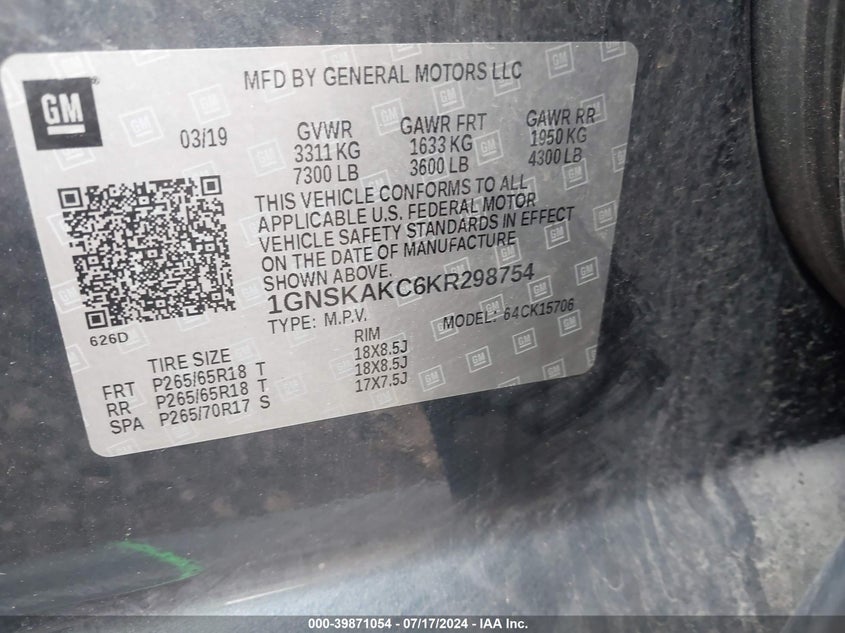 GM
MFD BY GENERAL MOTORS LLC
03/19
GVWR GAWR FRT GAWR RR
3311 KG 1633 KG 1950 KG
7300 LB 3600 LB 4300 LB
THIS VEHICLE CONFORMS TO ALL
APPLICABLE U.S. FEDERAL MOTOR
VEHICLE SAFETY STANDARDS IN EFFECT
ON THE DATE OF MANUFACTURE
SHOWN ABOVE.
1GNSKAKC6KR298754
TYPE: M.P.V. MODEL: 64CK15706
626D
TIRE SIZE RIM
FRT P265/65R18 T 18X8.5J
RR P265/65R18 T 18X8.5J
SPA P265/70R17 S 17X7.5J
000-39871054 / 07/17/2024 - IAA Inc.